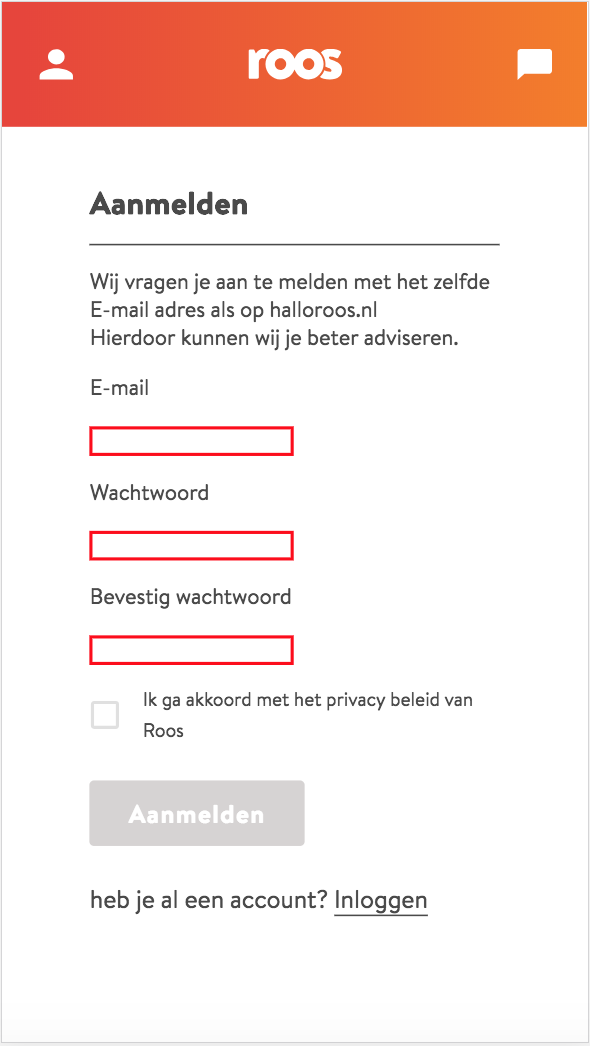 roos
Aanmelden
Wij vragen je aan te melden met het zelfde
E-mail adres als op halloroos.nl
Hierdoor kunnen wij je beter adviseren.
E-mail
Wachtwoord
Bevestig wachtwoord
Ik ga akkoord met het privacy beleid van
Roos
Aanmelden
heb je al een account? Inloggen